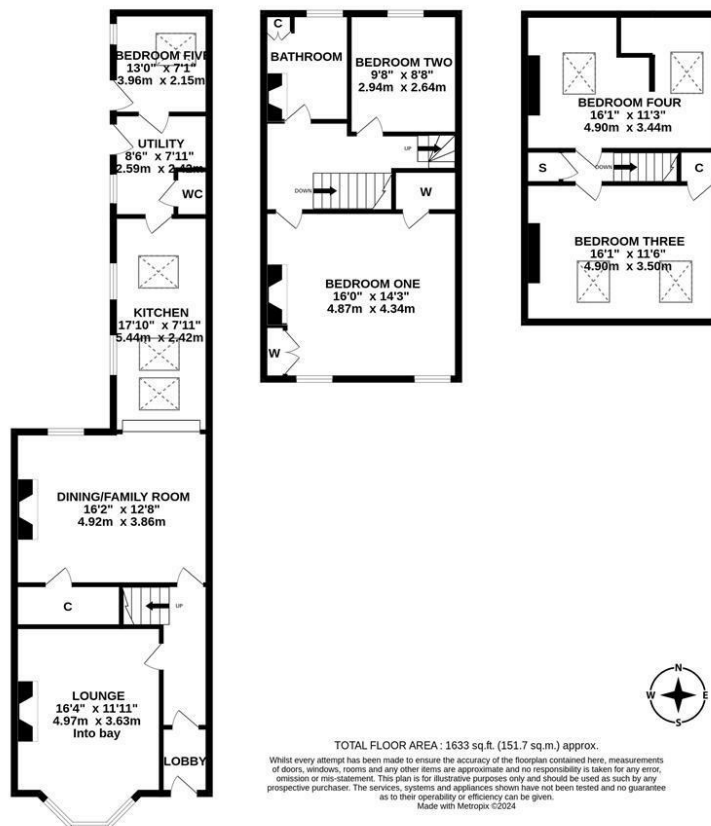 BEDROOM FIVE
13'0" x 7'1"
3.96m x 2.15m
UTILITY
8'6" x 7'11"
2.59m x 2.42m
WC
KITCHEN
17'10" x 7'11"
5.44m x 2.42m
DINING/FAMILY ROOM
16'2" x 12'8"
4.92m x 3.86m
C
UP
LOUNGE
16'4" x 11'11"
4.97m x 3.63m
Into bay
LOBBY
C
BATHROOM
BEDROOM TWO
9'8" x 8'8"
2.94m x 2.64m
UP
DOWN
W
BEDROOM ONE
16'0" x 14'3"
4.87m x 4.34m
W
BEDROOM FOUR
16'1" x 11'3"
4.90m x 3.44m
S
DOWN
C
BEDROOM THREE
16'1" x 11'6"
4.90m x 3.50m
N
W
E
S
TOTAL FLOOR AREA : 1633 sq.ft. (151.7 sq.m.) approx.
Whilst every attempt has been made to ensure the accuracy of the floorplan contained here, measurements
of doors, windows, rooms and any other items are approximate and no responsibility is taken for any error,
omission or mis-statement. This plan is for illustrative purposes only and should be used as such by any
prospective purchaser. The services, systems and appliances shown have not been tested and no guarantee
as to their operability or efficiency can be given.
Made with Metropix ©2024